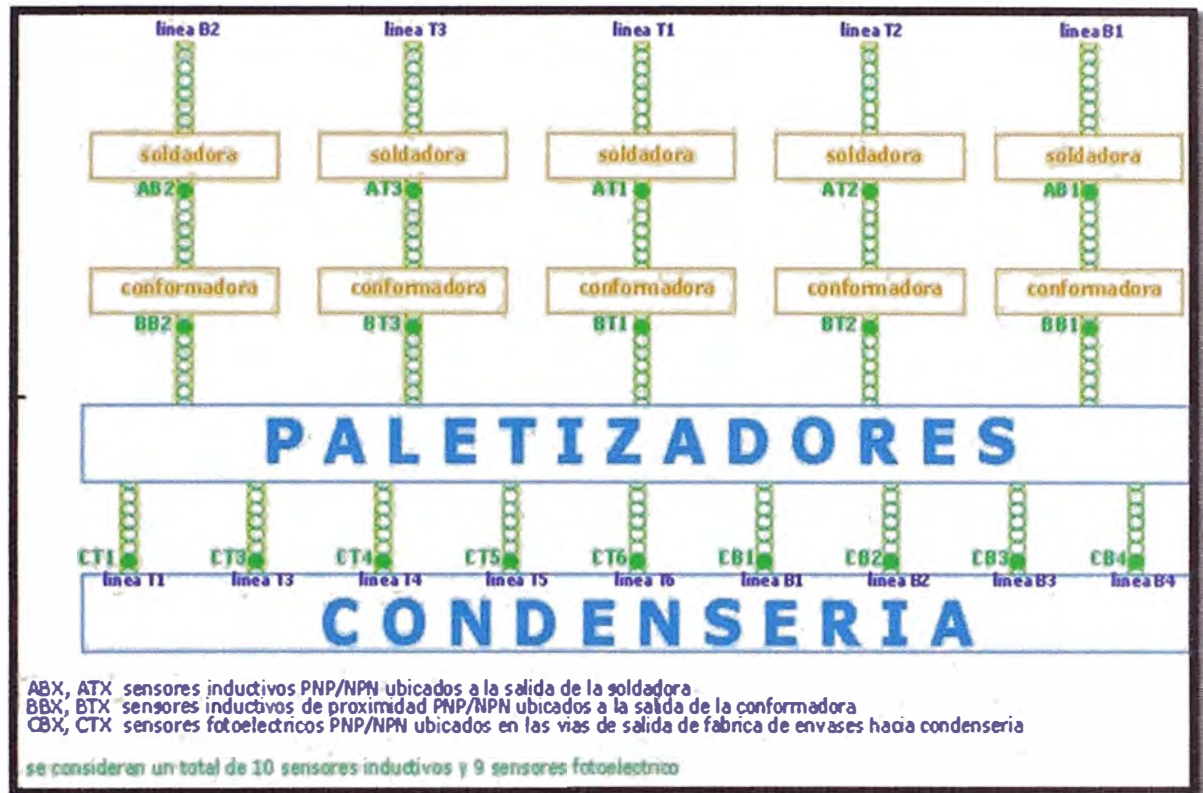 linea B2 linea T3 linea T1 linea T2 linea B1
soldadora soldadora soldadora soldadora soldadora
AB2 AT3 AT1 AT2 AB1
conformadora conformadora conformadora conformadora conformadora
BB2 BT3 BT1 BT2 BB1
PALETIZADORES
CT1 CT3 CT4 CT5 CT6 CB1 CB2 CB3 CB4
linea T1 linea T3 linea T4 linea T5 linea T6 linea B1 linea B2 linea B3 linea B4
CONDENSERIA
ABX, ATX sensores inductivos PNP/NPN ubicados a la salida de la soldadora
BBX, BTX sensores inductivos de proximidad PNP/NPN ubicados a la salida de la conformadora
CBX, CTX sensores fotoelectricos PNP/NPN ubicados en las vias de salida de fabrica de envases hacia condenseria
se consideran un total de 10 sensores inductivos y 9 sensores fotoelectrico